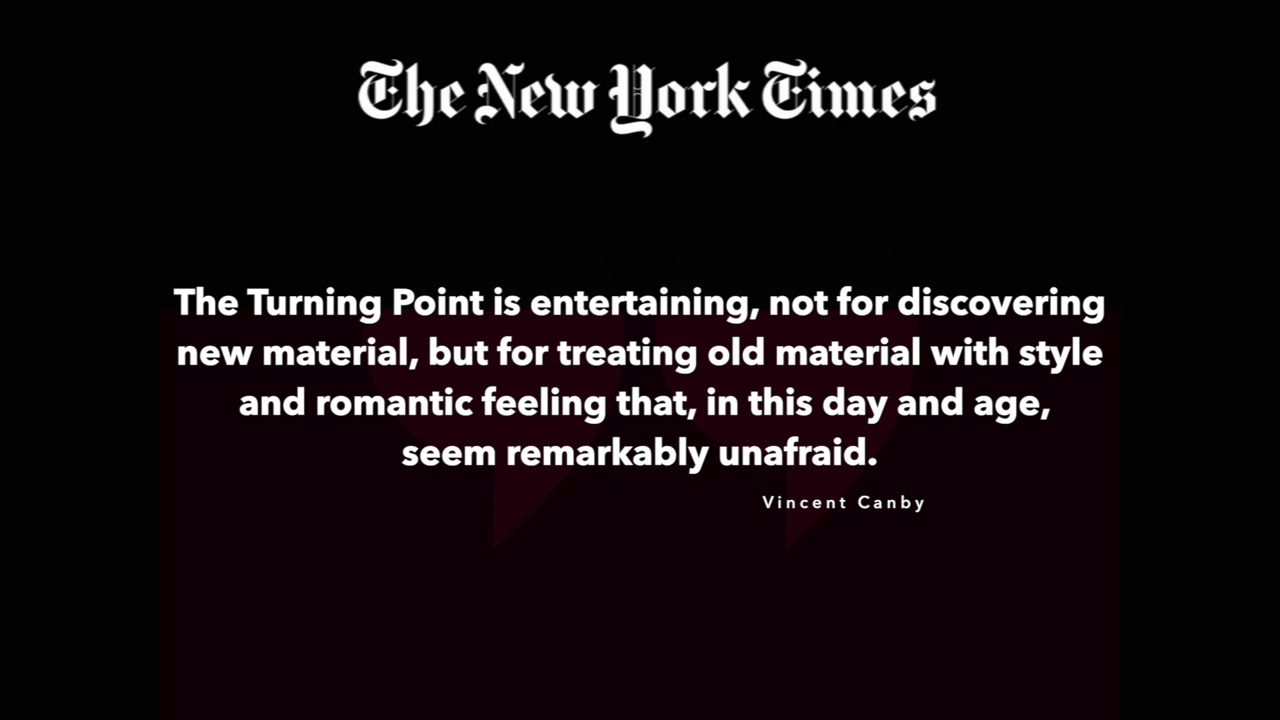 The New York Times
The Turning Point is entertaining, not for discovering
new material, but for treating old material with style
and romantic feeling that, in this day and age,
seem remarkably unafraid.
Vincent Canby